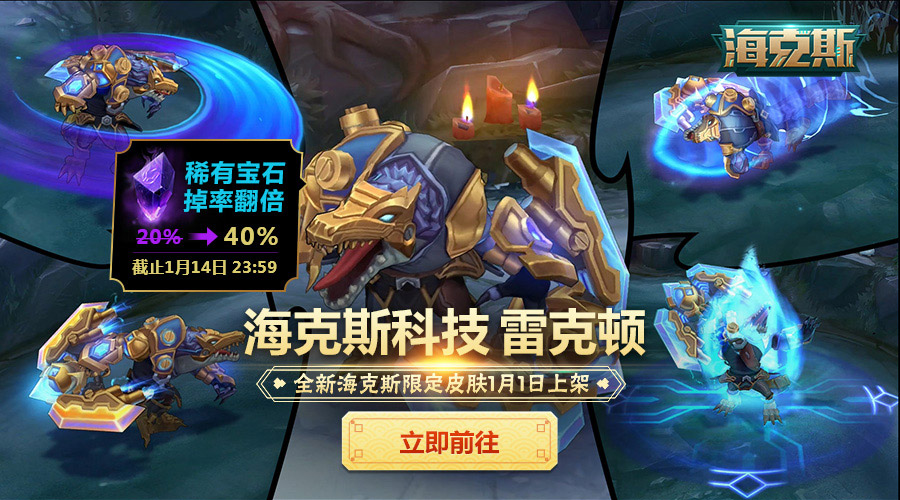 海克斯
稀有宝石
掉率翻倍
20% → 40%
截止1月14日 23:59
海克斯科技 雷克顿
全新海克斯限定皮肤1月1日上架
立即前往